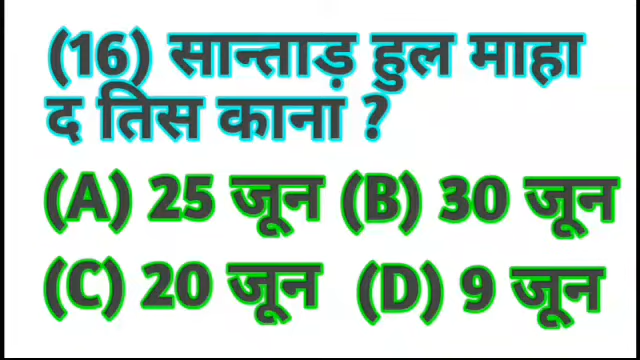 (16) सान्ताड़ हुल माहा
द तिस काना ?
(A) 25 जून (B) 30 जून
(C) 20 जून (D) 9 जून